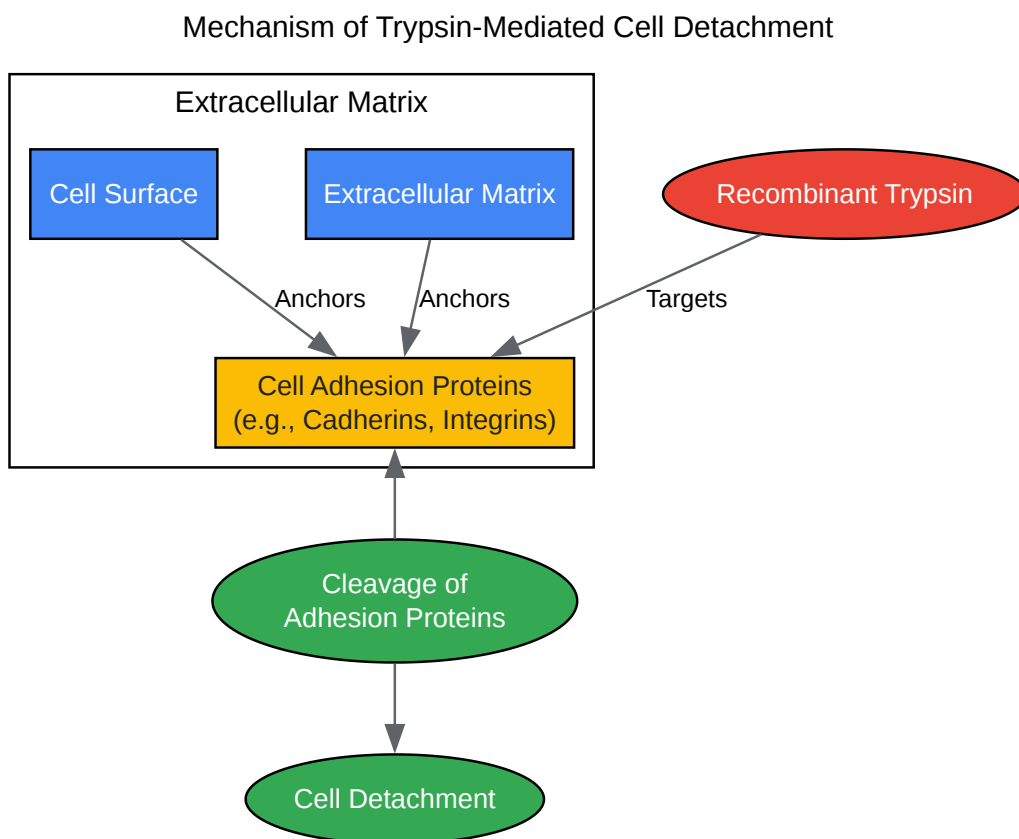 Mechanism of Trypsin-Mediated Cell Detachment
Extracellular Matrix
Cell Surface
Extracellular Matrix
Recombinant Trypsin
Anchors
Anchors
Targets
Cell Adhesion Proteins
(e.g., Cadherins, Integrins)
Cleavage of
Adhesion Proteins
Cell Detachment